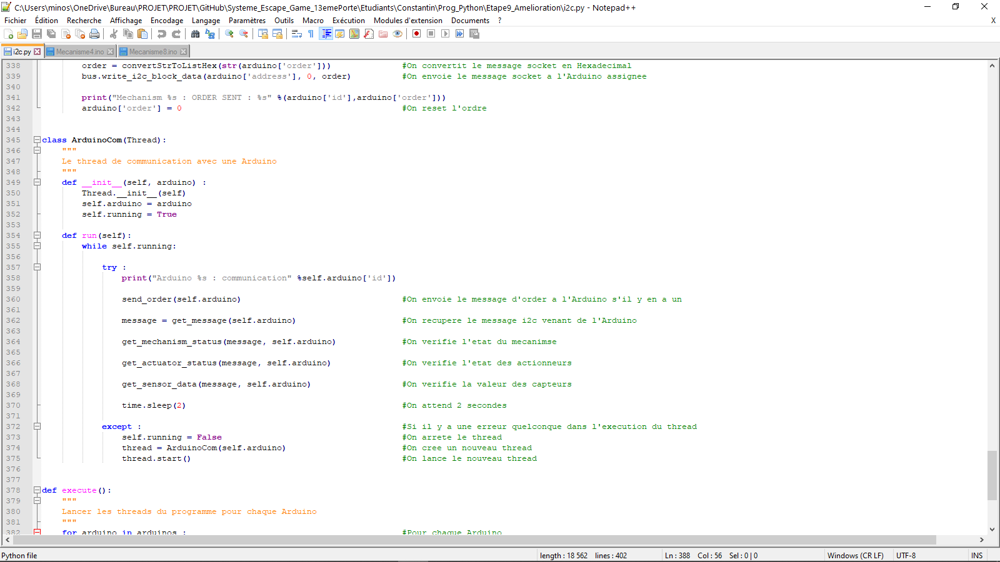 C:\Users\minos\OneDrive\Bureau\PROJET\PROJET\GitHub\Systeme_Escape_Game_13emePorte\Etudiants\Constantin\Prog_Python\Etape9_Amelioration\i2c.py - Notepad++
Fichier Édition Recherche Affichage Encodage Langage Paramètres Outils Macro Exécution Modules d'extension Documents ? X
i2c.py Mecanisme4.ino Mecanisme8.ino
338 order = convertStrToListHex(str(arduino['order'])) #On convertit le message socket en Hexadecimal
339 bus.write_i2c_block_data(arduino['address'], 0, order) #On envoie le message socket a l'Arduino assignee
340
341 print("Mechanism %s : ORDER SENT : %s" %(arduino['id'],arduino['order']))
342 arduino['order'] = 0 #On reset l'ordre
343
344
345 class ArduinoCom(Thread):
346 """
347 Le thread de communication avec une Arduino
348 """
349 def __init__(self, arduino) :
350 Thread.__init__(self)
351 self.arduino = arduino
352 self.running = True
353
354 def run(self):
355 while self.running:
356
357 try :
358 print("Arduino %s : communication" %self.arduino['id'])
359
360 send_order(self.arduino) #On envoie le message d'order a l'Arduino s'il y en a un
361
362 message = get_message(self.arduino) #On recupere le message i2c venant de l'Arduino
363
364 get_mechanism_status(message, self.arduino) #On verifie l'etat du mecanimse
365
366 get_actuator_status(message, self.arduino) #On verifie l'etat des actionneurs
367
368 get_sensor_data(message, self.arduino) #On verifie la valeur des capteurs
369
370 time.sleep(2) #On attend 2 secondes
371
372 except : #Si il y a une erreur quelconque dans l'execution du thread
373 self.running = False #On arrete le thread
374 thread = ArduinoCom(self.arduino) #On cree un nouveau thread
375 thread.start() #On lance le nouveau thread
376
377
378 def execute():
379 """
380 Lancer les threads du programme pour chaque Arduino
381 """
382 for arduino in arduinos : #Pour chaque Arduino
Python file length : 18 562 lines : 402 Ln : 388 Col : 56 Sel : 0 | 0 Windows (CR LF) UTF-8 INS